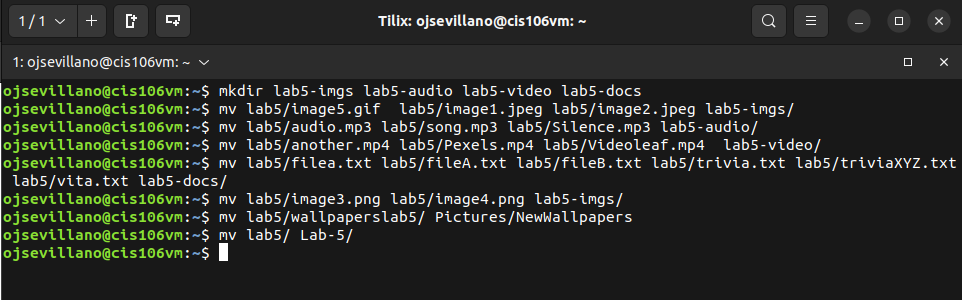 1 / 1
Tilix: ojsevillano@cis106vm: ~
1: ojsevillano@cis106vm: ~
ojsevillano@cis106vm:~$ mkdir lab5-imgs lab5-audio lab5-video lab5-docs
ojsevillano@cis106vm:~$ mv lab5/image5.gif  lab5/image1.jpeg lab5/image2.jpeg lab5-imgs/
ojsevillano@cis106vm:~$ mv lab5/audio.mp3 lab5/song.mp3 lab5/Silence.mp3 lab5-audio/
ojsevillano@cis106vm:~$ mv lab5/another.mp4 lab5/Pexels.mp4 lab5/Videoleaf.mp4  lab5-video/
ojsevillano@cis106vm:~$ mv lab5/filea.txt lab5/fileA.txt lab5/fileB.txt lab5/trivia.txt lab5/triviaXYZ.txt
 lab5/vita.txt lab5-docs/
ojsevillano@cis106vm:~$ mv lab5/image3.png lab5/image4.png lab5-imgs/
ojsevillano@cis106vm:~$ mv lab5/wallpaperslab5/ Pictures/NewWallpapers
ojsevillano@cis106vm:~$ mv lab5/ Lab-5/
ojsevillano@cis106vm:~$